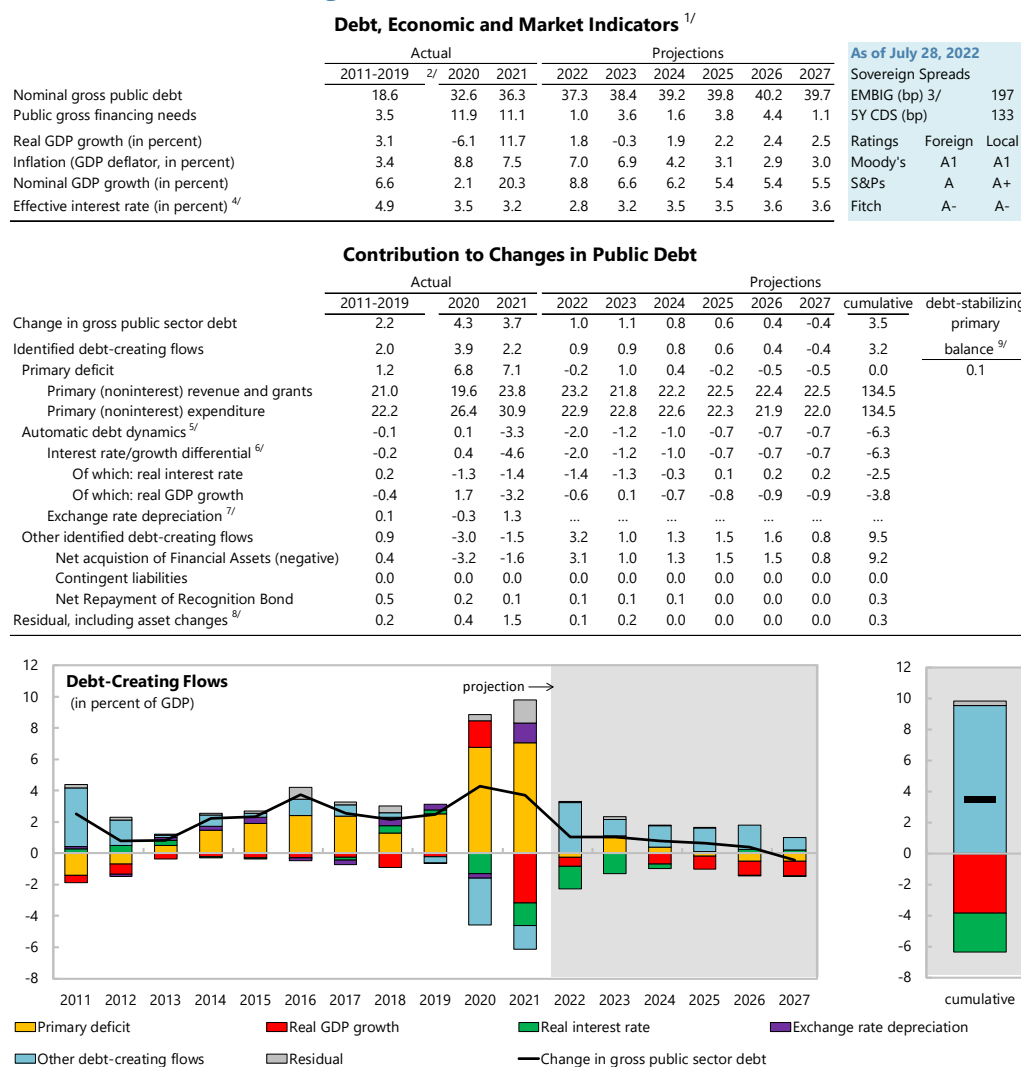 Debt, Economic and Market Indicators 1/
Actual Projections As of July 28, 2022
2011-2019 2/ 2020 2021 2022 2023 2024 2025 2026 2027 Sovereign Spreads
Nominal gross public debt 18.6 32.6 36.3 37.3 38.4 39.2 39.8 40.2 39.7 EMBIG (bp) 3/ 197
Public gross financing needs 3.5 11.9 11.1 1.0 3.6 1.6 3.8 4.4 1.1 5Y CDS (bp) 133
Real GDP growth (in percent) 3.1 -6.1 11.7 1.8 -0.3 1.9 2.2 2.4 2.5 Ratings Foreign Local
Inflation (GDP deflator, in percent) 3.4 8.8 7.5 7.0 6.9 4.2 3.1 2.9 3.0 Moody's A1 A1
Nominal GDP growth (in percent) 6.6 2.1 20.3 8.8 6.6 6.2 5.4 5.4 5.5 S&Ps A A+
Effective interest rate (in percent) 4/ 4.9 3.5 3.2 2.8 3.2 3.5 3.5 3.6 3.6 Fitch A- A-
Contribution to Changes in Public Debt
Actual Projections
2011-2019 2020 2021 2022 2023 2024 2025 2026 2027 cumulative debt-stabilizing
Change in gross public sector debt 2.2 4.3 3.7 1.0 1.1 0.8 0.6 0.4 -0.4 3.5 primary
Identified debt-creating flows 2.0 3.9 2.2 0.9 0.9 0.8 0.6 0.4 -0.4 3.2 balance 9/
Primary deficit 1.2 6.8 7.1 -0.2 1.0 0.4 -0.2 -0.5 -0.5 0.0 0.1
Primary (noninterest) revenue and grants 21.0 19.6 23.8 23.2 21.8 22.2 22.5 22.4 22.5 134.5
Primary (noninterest) expenditure 22.2 26.4 30.9 22.9 22.8 22.6 22.3 21.9 22.0 134.5
Automatic debt dynamics 5/ -0.1 0.1 -3.3 -2.0 -1.2 -1.0 -0.7 -0.7 -0.7 -6.3
Interest rate/growth differential 6/ -0.2 0.4 -4.6 -2.0 -1.2 -1.0 -0.7 -0.7 -0.7 -6.3
Of which: real interest rate 0.2 -1.3 -1.4 -1.4 -1.3 -0.3 0.1 0.2 0.2 -2.5
Of which: real GDP growth -0.4 1.7 -3.2 -0.6 0.1 -0.7 -0.8 -0.9 -0.9 -3.8
Exchange rate depreciation 7/ 0.1 -0.3 1.3 ... ... ... ... ... ... ...
Other identified debt-creating flows 0.9 -3.0 -1.5 3.2 1.0 1.3 1.5 1.6 0.8 9.5
Net acquistion of Financial Assets (negative) 0.4 -3.2 -1.6 3.1 1.0 1.3 1.5 1.5 0.8 9.2
Contingent liabilities 0.0 0.0 0.0 0.0 0.0 0.0 0.0 0.0 0.0 0.0
Net Repayment of Recognition Bond 0.5 0.2 0.1 0.1 0.1 0.1 0.0 0.0 0.0 0.3
Residual, including asset changes 8/ 0.2 0.4 1.5 0.1 0.2 0.0 0.0 0.0 0.0 0.3
Debt-Creating Flows
(in percent of GDP)
projection
12
10
8
6
4
2
0
-2
-4
-6
-8
2011 2012 2013 2014 2015 2016 2017 2018 2019 2020 2021 2022 2023 2024 2025 2026 2027
12
10
8
6
4
2
0
-2
-4
-6
-8
cumulative
Primary deficit Real GDP growth Real interest rate Exchange rate depreciation
Other debt-creating flows Residual Change in gross public sector debt